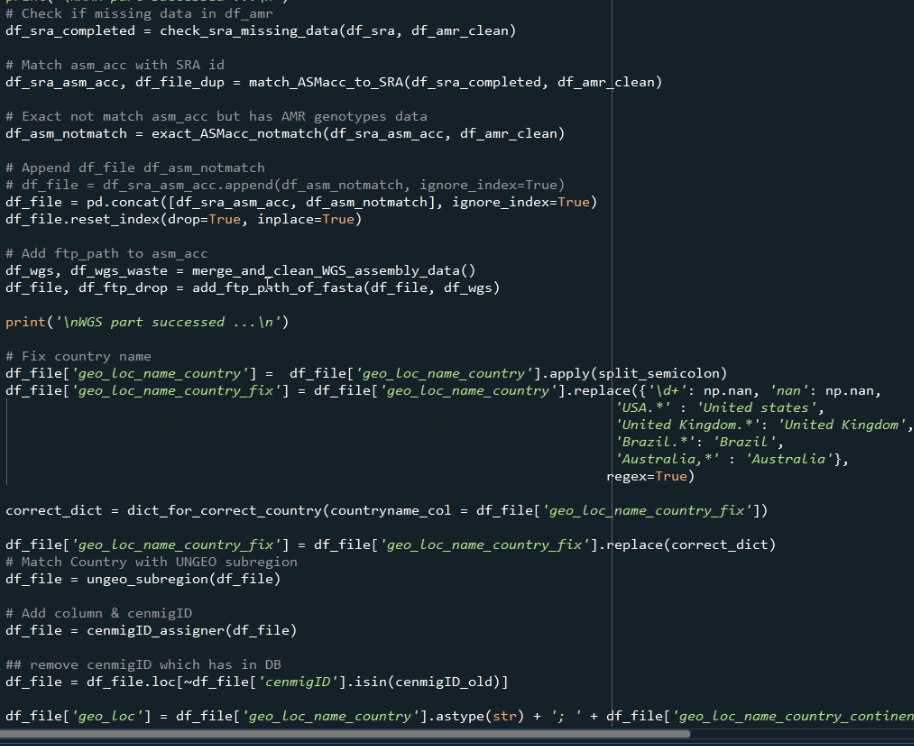 # Check if missing data in df_amr
df_sra_completed = check_sra_missing_data(df_sra, df_amr_clean)
# Match asm_acc with SRA id
df_sra_asm_acc, df_file_dup = match_ASMacc_to_SRA(df_sra_completed, df_amr_clean)
# Exact not match asm_acc but has AMR genotypes data
df_asm_notmatch = exact_ASMacc_notmatch(df_sra_asm_acc, df_amr_clean)
# Append df_file df_asm_notmatch
# df_file = df_sra_asm_acc.append(df_asm_notmatch, ignore_index=True)
df_file = pd.concat([df_sra_asm_acc, df_asm_notmatch], ignore_index=True)
df_file.reset_index(drop=True, inplace=True)
# Add ftp_path to asm_acc
df_wgs, df_wgs_waste = merge_and_clean_WGS_assembly_data()
df_file, df_ftp_drop = add_ftp_path_of_fasta(df_file, df_wgs)
print('\nWGS part successed ...\n')
# Fix country name
df_file['geo_loc_name_country'] =  df_file['geo_loc_name_country'].apply(split_semicolon)
df_file['geo_loc_name_country_fix'] = df_file['geo_loc_name_country'].replace({'\d+': np.nan, 'nan': np.nan,
'USA.*' : 'United states',
'United Kingdom.*': 'United Kingdom',
'Brazil.*': 'Brazil',
'Australia,*' : 'Australia'},
regex=True)
correct_dict = dict_for_correct_country(countryname_col = df_file['geo_loc_name_country_fix'])
df_file['geo_loc_name_country_fix'] = df_file['geo_loc_name_country_fix'].replace(correct_dict)
# Match Country with UNGEO subregion
df_file = ungeo_subregion(df_file)
# Add column & cenmigID
df_file = cenmigID_assigner(df_file)
## remove cenmigID which has in DB
df_file = df_file.loc[~df_file['cenmigID'].isin(cenmigID_old)]
df_file['geo_loc'] = df_file['geo_loc_name_country'].astype(str) + '; ' + df_file['geo_loc_name_country_continen